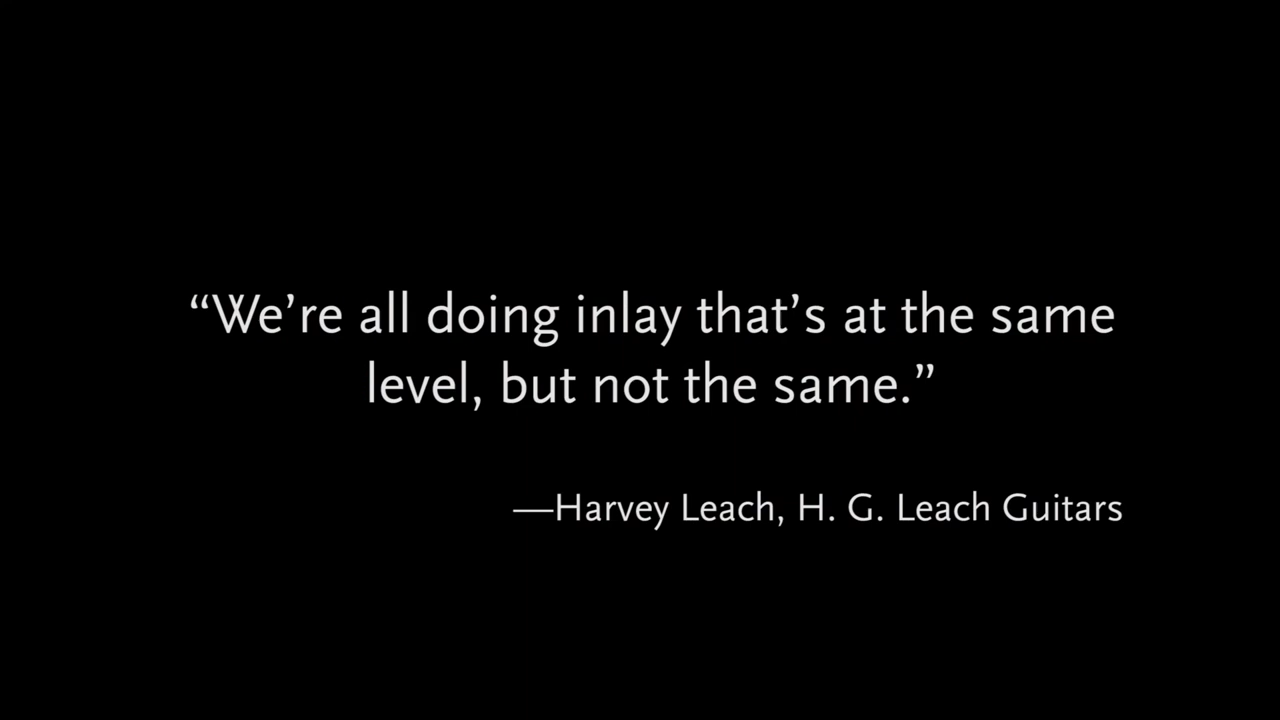 “We’re all doing inlay that’s at the same
level, but not the same.”
—Harvey Leach, H. G. Leach Guitars